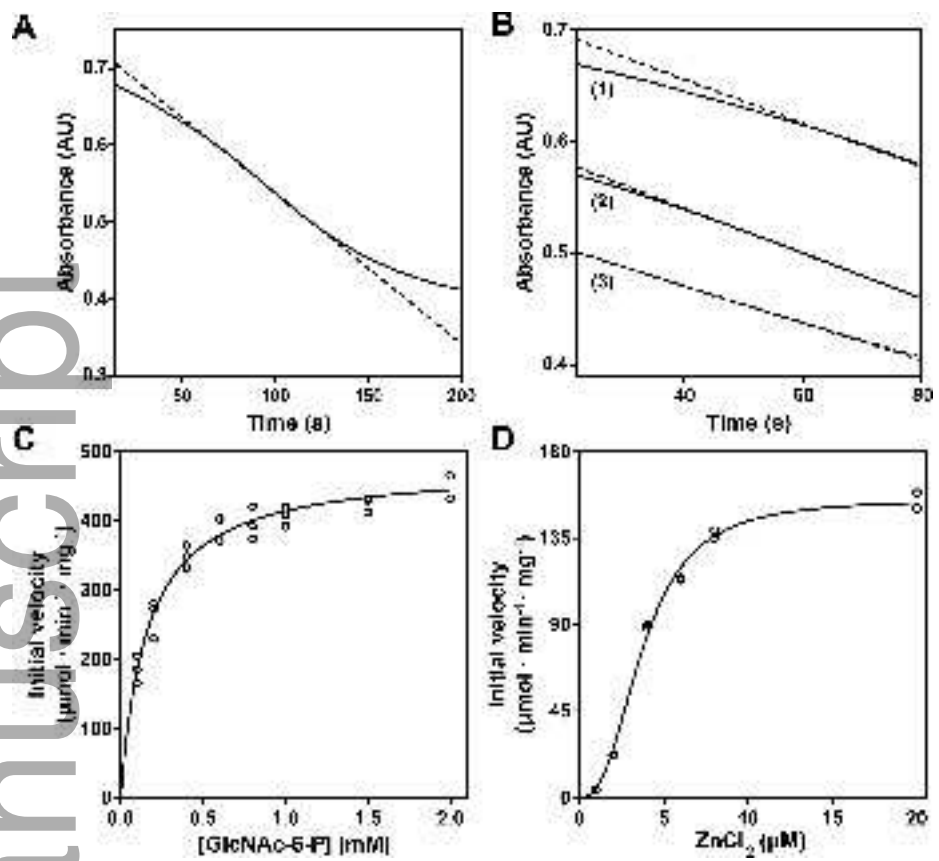 A
Absorbance (AU)
0.7
0.6
0.5
0.4
0.3
50
100
150
200
Time (s)
B
Absorbance (AU)
0.7
0.6
0.5
0.4
(1)
(2)
(3)
40
60
80
Time (s)
C
Initial velocity
(µmol · min⁻¹ · mg⁻¹)
500
400
300
200
100
0
0.0
0.5
1.0
1.5
2.0
[GlcNAc-6-P] [mM]
D
Initial velocity
(µmol · min⁻¹ · mg⁻¹)
180
135
90
45
0
0
5
10
15
20
ZnCl₂ (µM)
anuscript